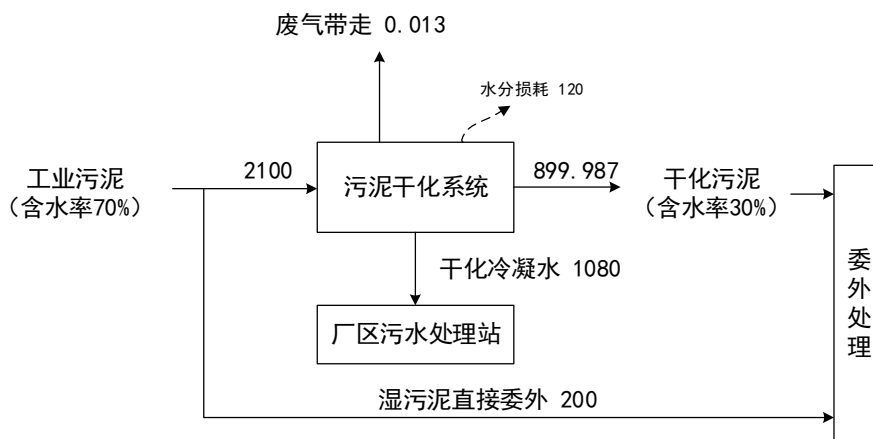 废气带走 0.013
水分损耗 120
工业污泥
（含水率70%）
2100
污泥干化系统
899.987
干化污泥
（含水率30%）
干化冷凝水 1080
厂区污水处理站
委外处理
湿污泥直接委外 200